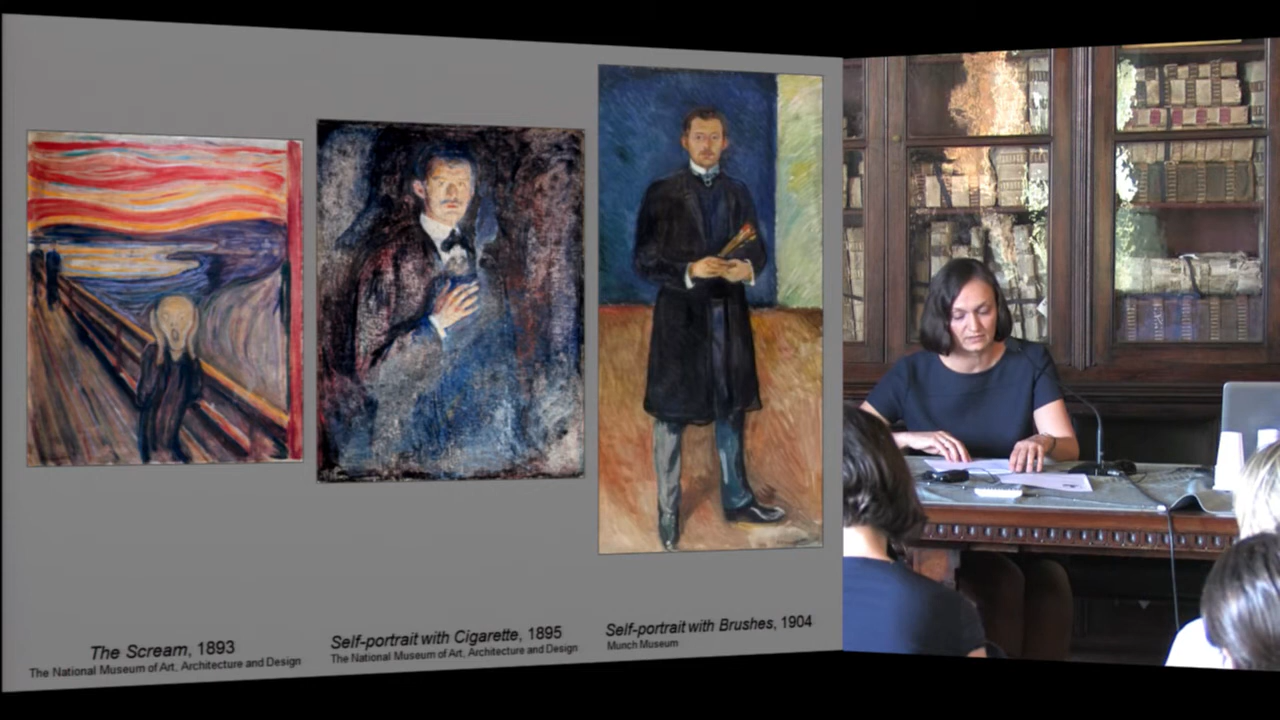 The Scream, 1893
The National Museum of Art, Architecture and Design
Self-portrait with Cigarette, 1895
The National Museum of Art, Architecture and Design
Self-portrait with Brushes, 1904
Munch Museum